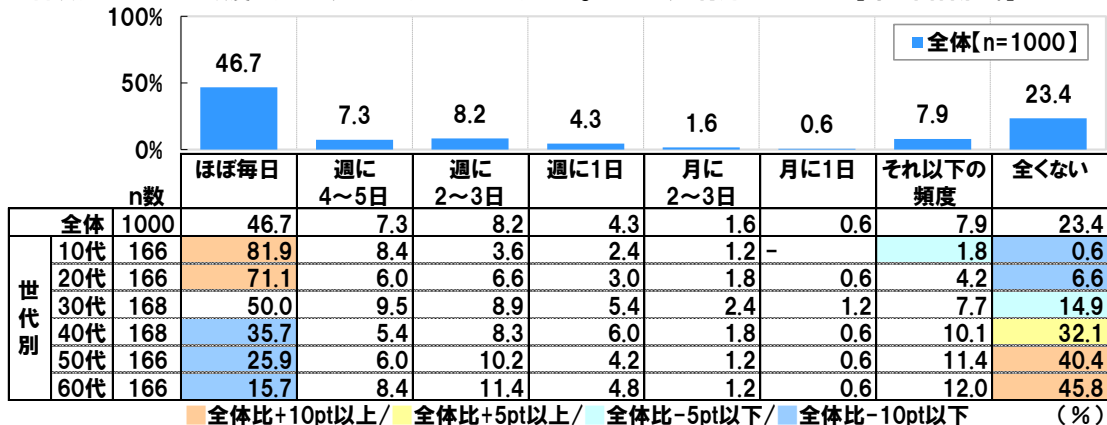 100%
50%
0%
■全体【n=1000】
46.7 7.3 8.2 4.3 1.6 0.6 7.9 23.4
n数 ほぼ毎日 週に4～5日 週に2～3日 週に1日 月に2～3日 月に1日 それ以下の頻度 全くない
全体 1000 46.7 7.3 8.2 4.3 1.6 0.6 7.9 23.4
世代別
10代 166 81.9 8.4 3.6 2.4 1.2 - 1.8 0.6
20代 166 71.1 6.0 6.6 3.0 1.8 0.6 4.2 6.6
30代 168 50.0 9.5 8.9 5.4 2.4 1.2 7.7 14.9
40代 168 35.7 5.4 8.3 6.0 1.8 0.6 10.1 32.1
50代 166 25.9 6.0 10.2 4.2 1.2 0.6 11.4 40.4
60代 166 15.7 8.4 11.4 4.8 1.2 0.6 12.0 45.8
■全体比+10pt以上/■全体比+5pt以上/■全体比-5pt以下/■全体比-10pt以下 （%）